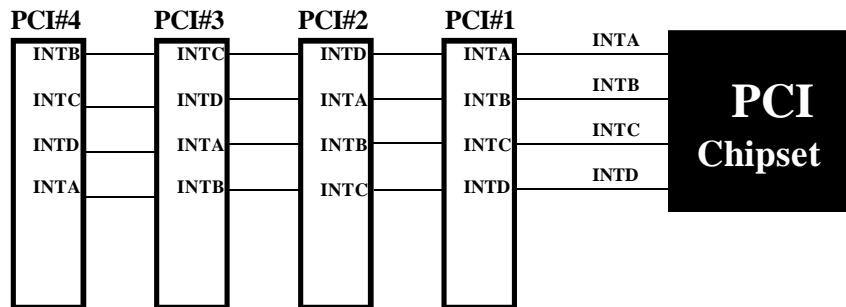 PCI#4 PCI#3 PCI#2 PCI#1
INTA
INTB INTC INTD INTA
INTB
INTC INTD INTA INTB
PCI
INTC
INTD INTA INTB INTC
Chipset
INTD
INTA INTB INTC INTD